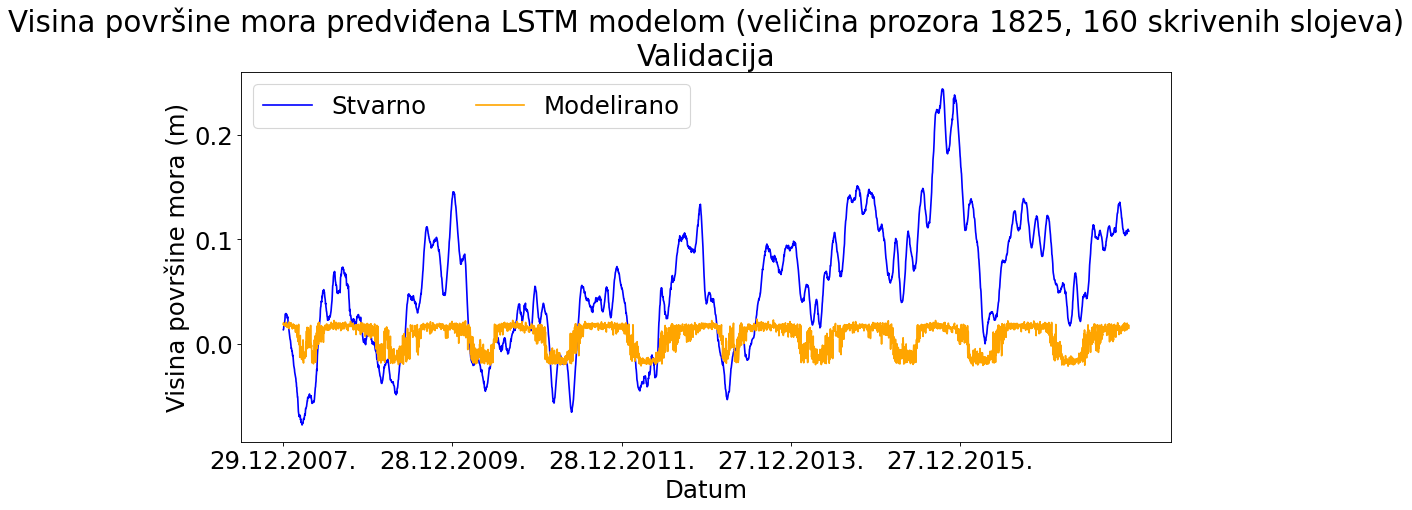 Visina površine mora predviđena LSTM modelom (veličina prozora 1825, 160 skrivenih slojeva)
Validacija
Stvarno
Modelirano
Visina površine mora (m)
0.2
0.1
0.0
29.12.2007.
28.12.2009.
28.12.2011.
27.12.2013.
27.12.2015.
Datum